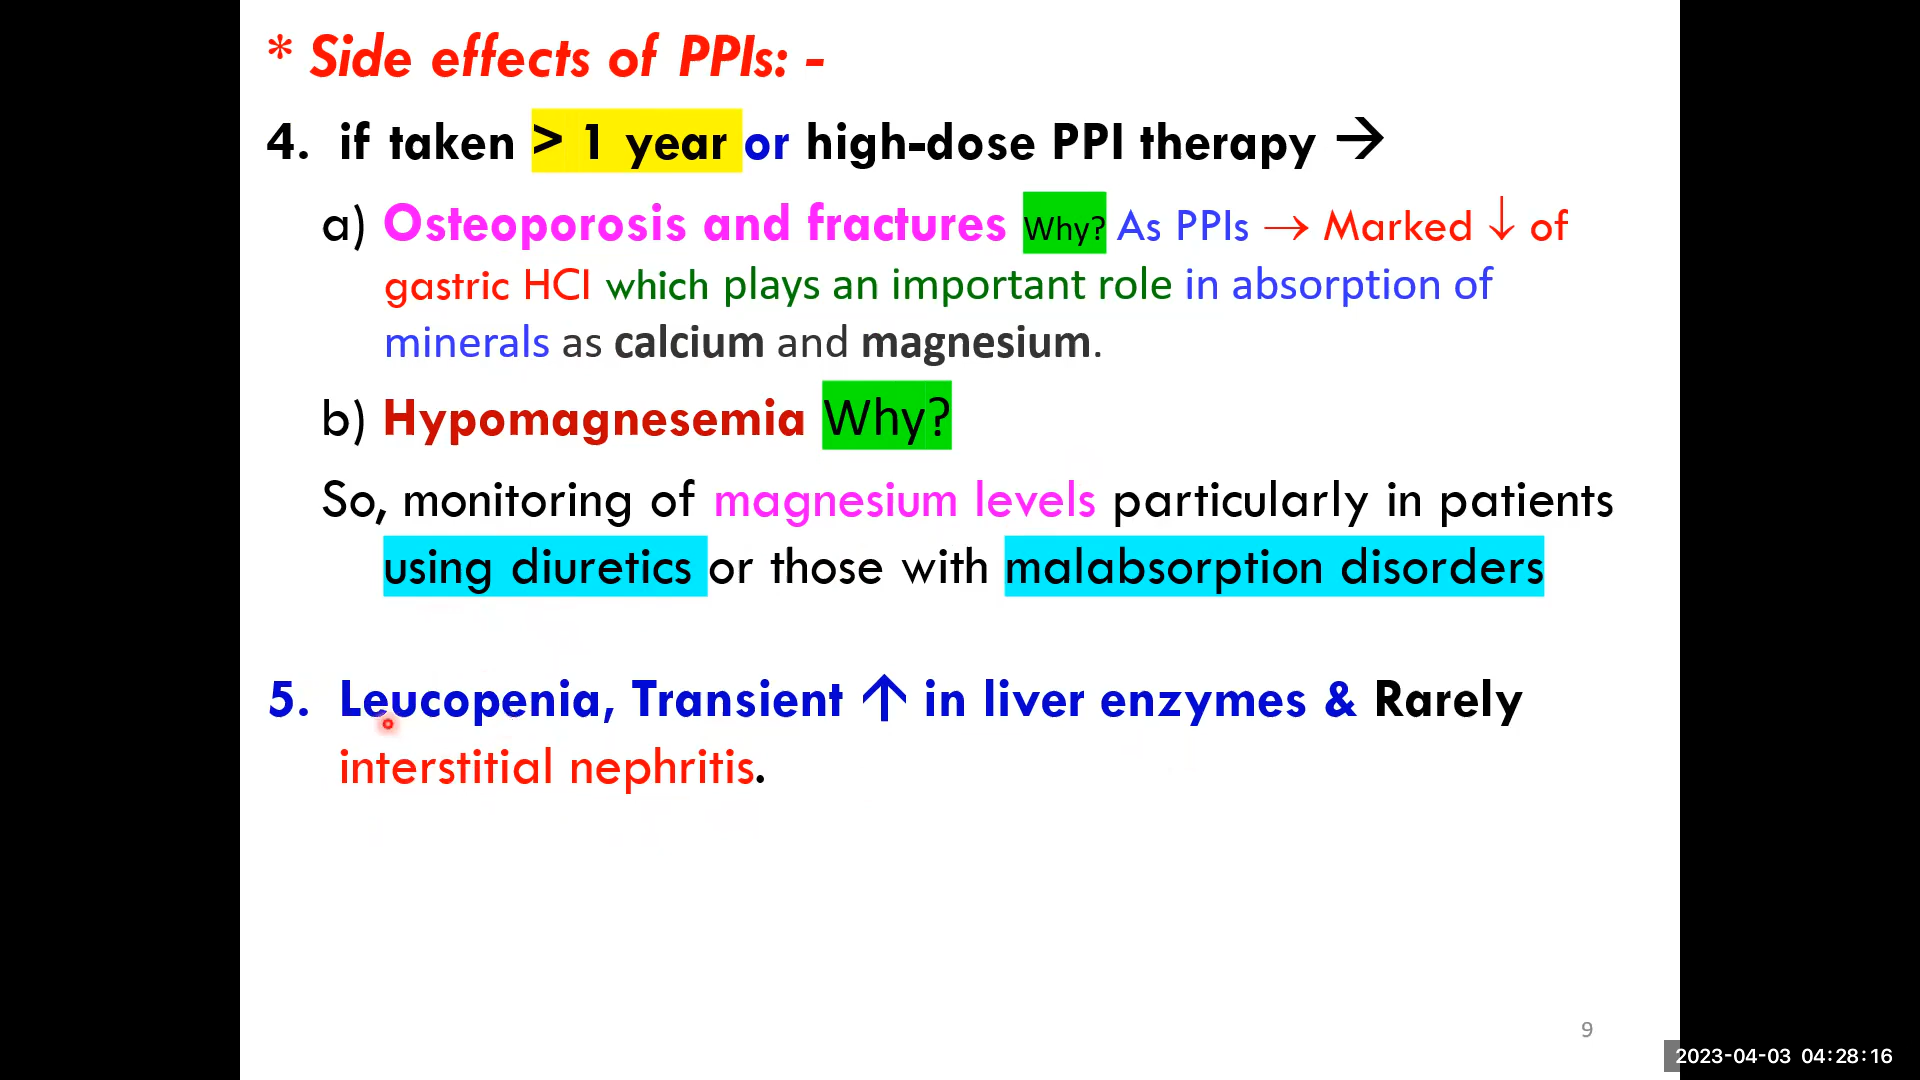 * Side effects of PPIs: -
4. if taken > 1 year or high-dose PPI therapy →
a) Osteoporosis and fractures Why? As PPIs → Marked ↓ of
gastric HCl which plays an important role in absorption of
minerals as calcium and magnesium.
b) Hypomagnesemia Why?
So, monitoring of magnesium levels particularly in patients
using diuretics or those with malabsorption disorders
5. Leucopenia, Transient ↑ in liver enzymes & Rarely
interstitial nephritis.
9
2023-04-03 04:28:16